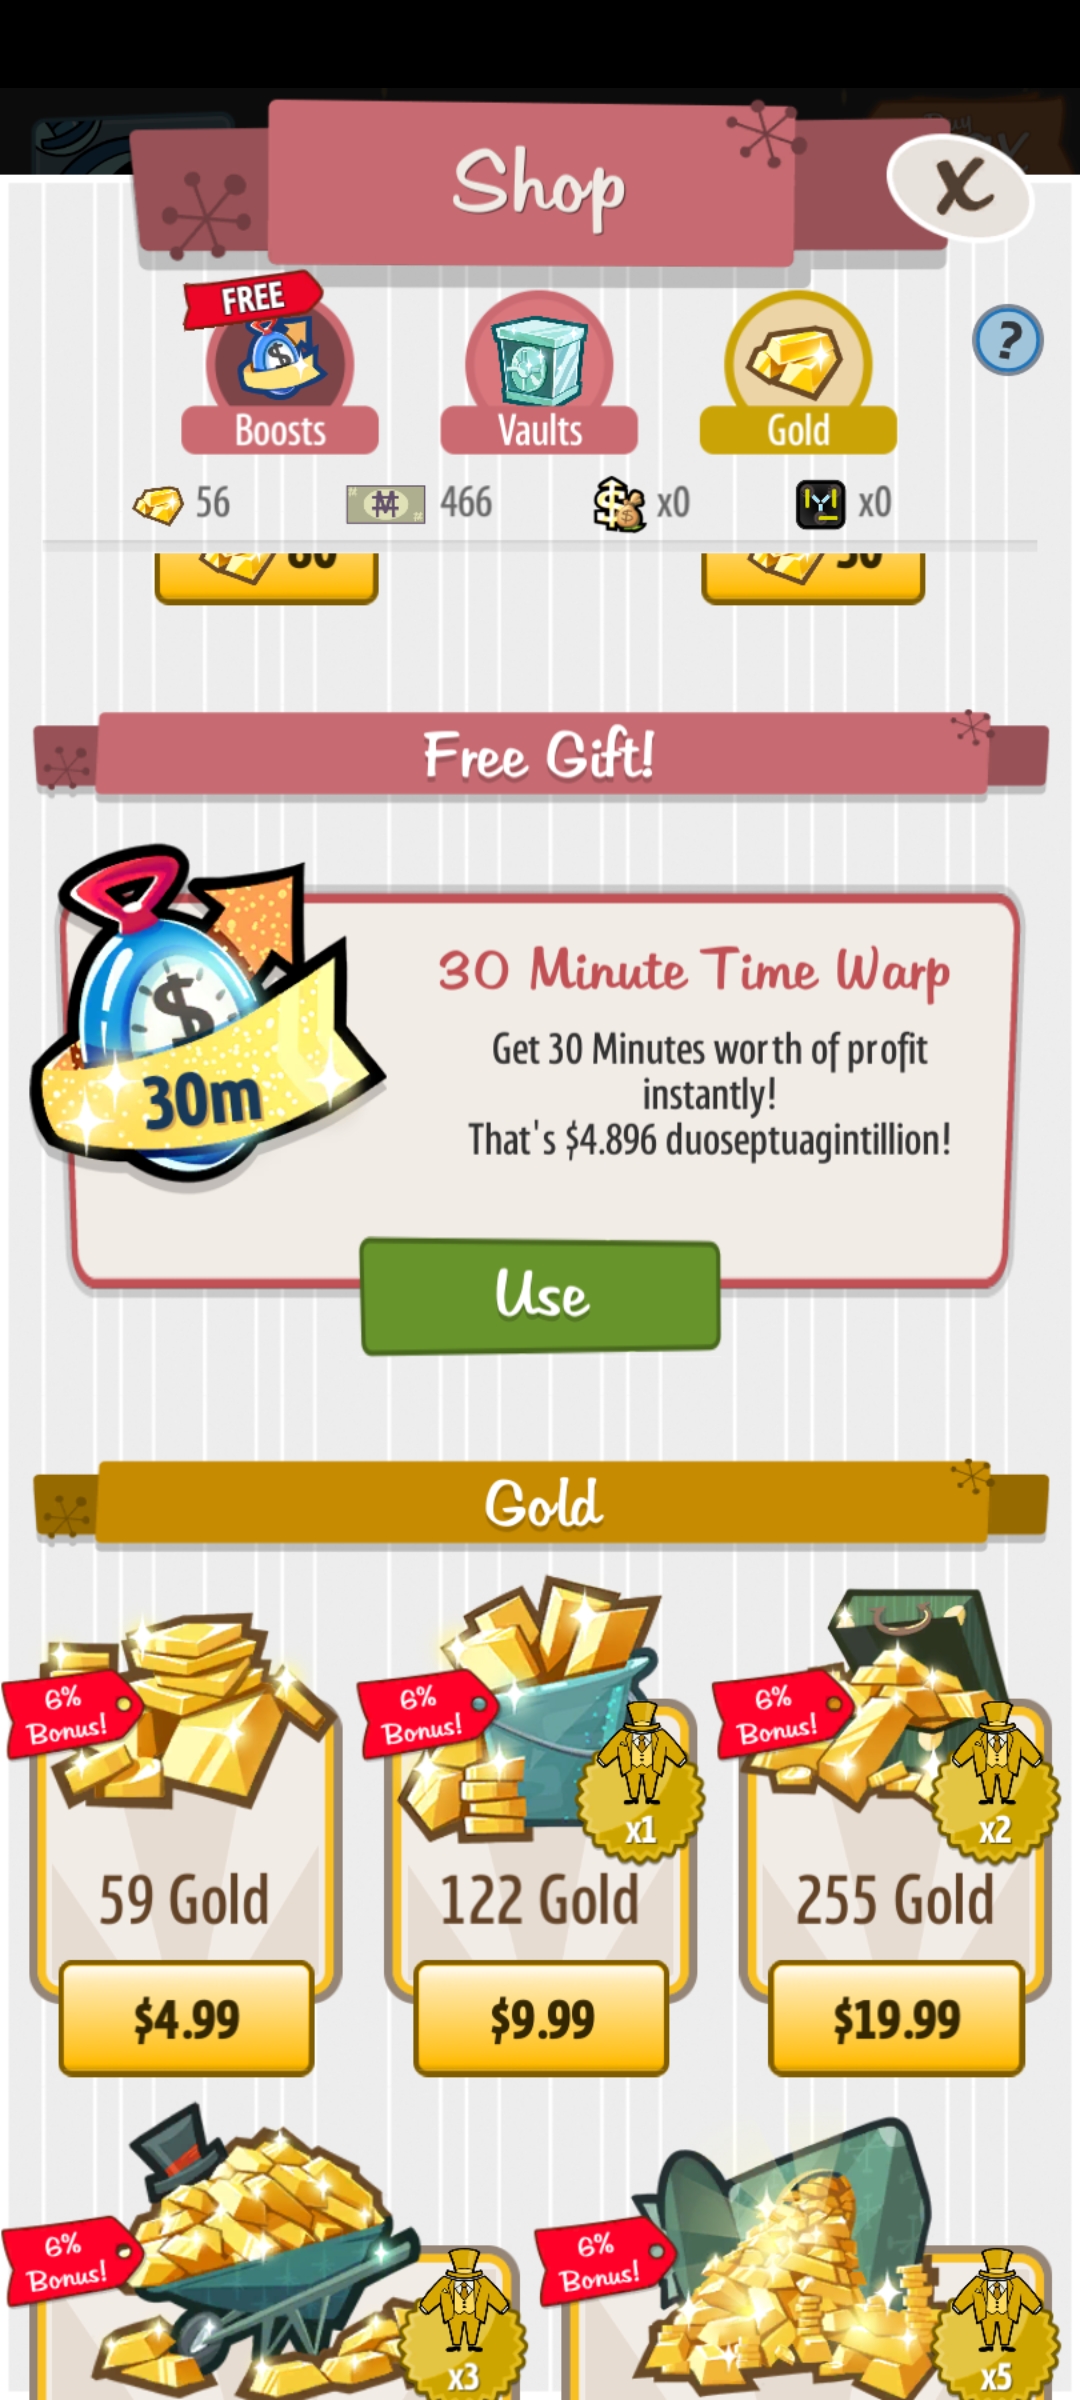 Shop
X
FREE
?
Boosts Vaults Gold
56 466 x0 x0
Free Gift!
30 Minute Time Warp
Get 30 Minutes worth of profit
instantly!
That's $4.896 duoseptuagintillion!
$
30m
Use
Gold
6%
Bonus!
6%
Bonus!
6%
Bonus!
x1
x2
59 Gold 122 Gold 255 Gold
$4.99 $9.99 $19.99
6%
Bonus!
6%
Bonus!
x3
x5